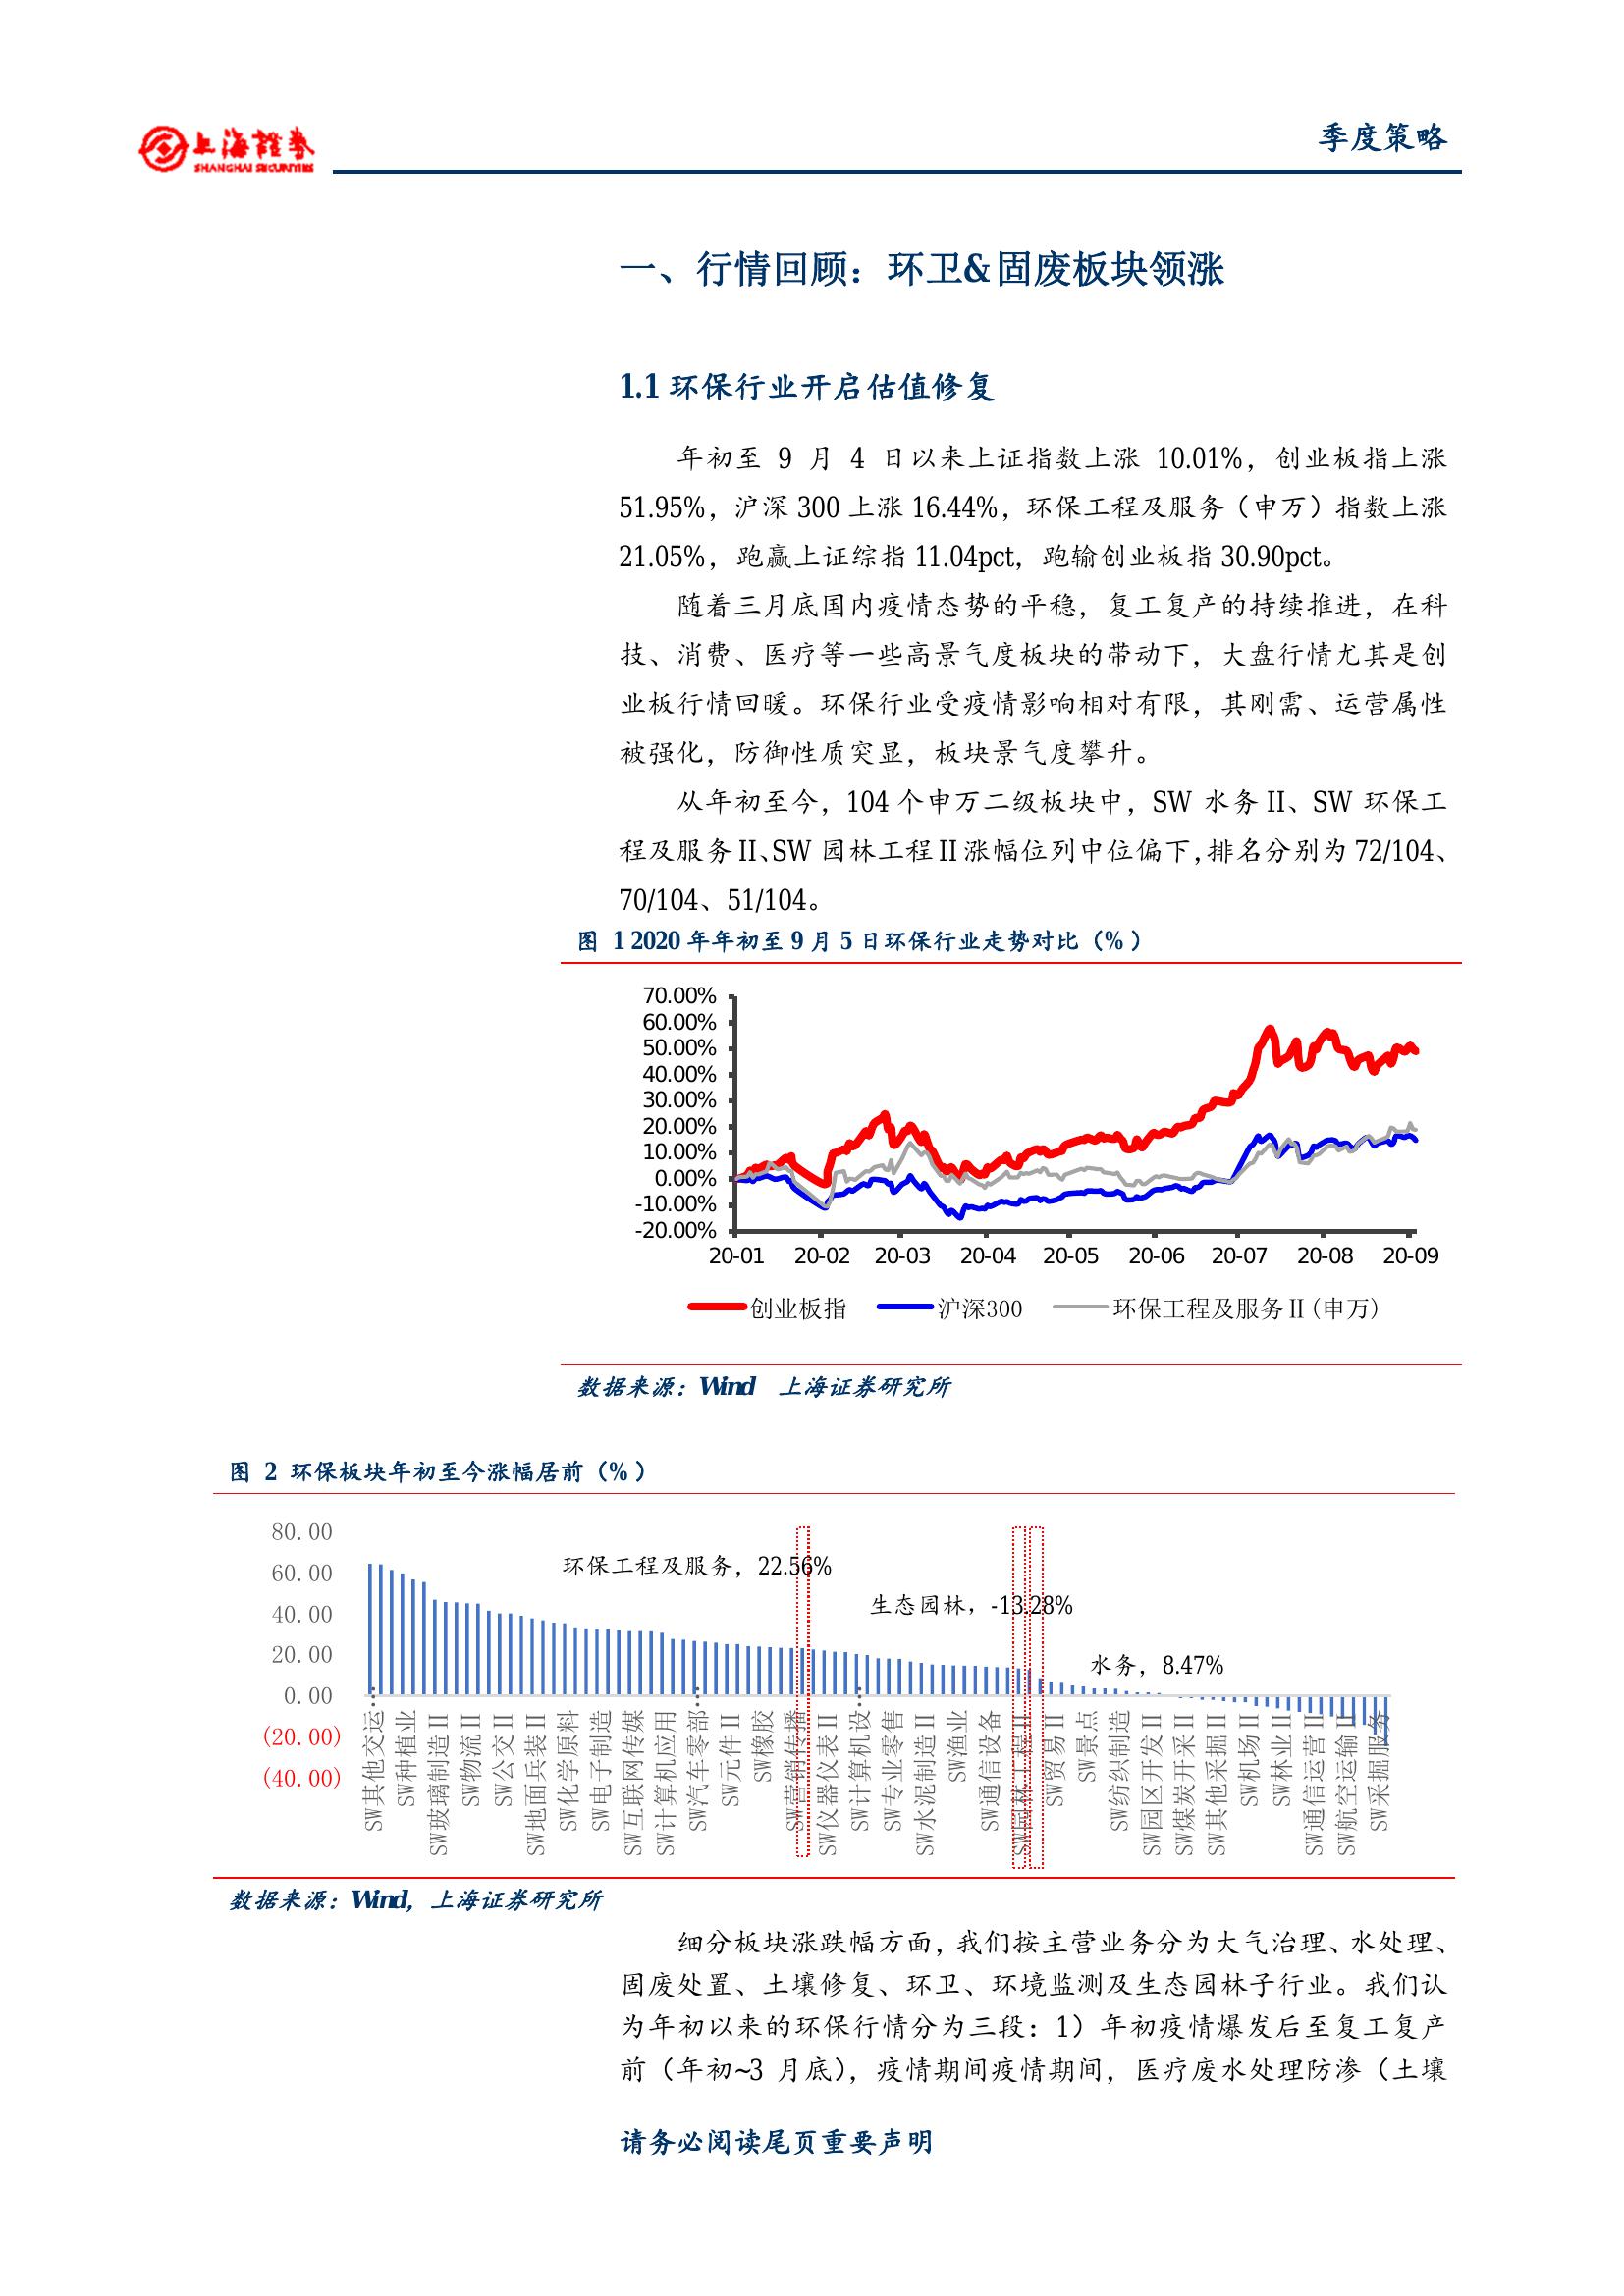 上海證券
SHANGHAI SECURITIES
季度策略
一、行情回顾：环卫&固废板块领涨
1.1 环保行业开启估值修复
年初至 9 月 4 日以来上证指数上涨 10.01%，创业板指上涨
51.95%，沪深 300 上涨 16.44%，环保工程及服务（申万）指数上涨
21.05%，跑赢上证综指 11.04pct，跑输创业板指 30.90pct。
随着三月底国内疫情态势的平稳，复工复产的持续推进，在科
技、消费、医疗等一些高景气度板块的带动下，大盘行情尤其是创
业板行情回暖。环保行业受疫情影响相对有限，其刚需、运营属性
被强化，防御性质突显，板块景气度攀升。
从年初至今，104 个申万二级板块中，SW 水务 II、SW 环保工
程及服务 II、SW 园林工程 II 涨幅位列中位偏下，排名分别为 72/104、
70/104、51/104。
图 1 2020 年年初至 9 月 5 日环保行业走势对比（%）
70.00%
60.00%
50.00%
40.00%
30.00%
20.00%
10.00%
0.00%
-10.00%
-20.00%
20-01 20-02 20-03 20-04 20-05 20-06 20-07 20-08 20-09
创业板指 沪深300 环保工程及服务Ⅱ(申万)
数据来源：Wind 上海证券研究所
图 2 环保板块年初至今涨幅居前（%）
80.00
60.00
40.00
20.00
0.00
(20.00)
(40.00)
环保工程及服务，22.56%
生态园林，-13.28%
水务，8.47%
SW其他交运…
SW种植业
SW玻璃制造Ⅱ
SW物流Ⅱ
SW公交Ⅱ
SW地面兵装Ⅱ
SW化学原料
SW电子制造
SW互联网传媒
SW计算机应用
SW汽车零部…
SW元件Ⅱ
SW橡胶
SW营销传播
SW仪器仪表Ⅱ
SW计算机设…
SW专业零售
SW水泥制造Ⅱ
SW渔业
SW通信设备
SW园林工程Ⅱ
SW贸易Ⅱ
SW景点
SW纺织制造
SW园区开发Ⅱ
SW煤炭开采Ⅱ
SW其他采掘Ⅱ
SW机场Ⅱ
SW林业Ⅱ
SW通信运营Ⅱ
SW航空运输Ⅱ
SW采掘服务
数据来源：Wind，上海证券研究所
细分板块涨跌幅方面，我们按主营业务分为大气治理、水处理、
固废处置、土壤修复、环卫、环境监测及生态园林子行业。我们认
为年初以来的环保行情分为三段：1）年初疫情爆发后至复工复产
前（年初~3 月底），疫情期间疫情期间，医疗废水处理防渗（土壤
请务必阅读尾页重要声明